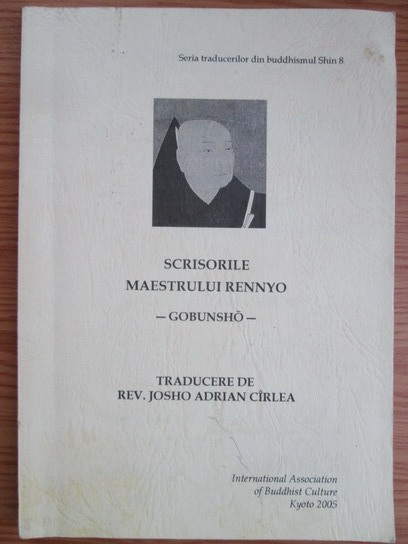 Seria traducerilor din buddhismul Shin 8
SCRISORILE
MAESTRULUI RENNYO
— GOBUNSHŌ —
TRADUCERE DE
REV. JOSHO ADRIAN CÎRLEA
International Association
of Buddhist Culture
Kyoto 2005